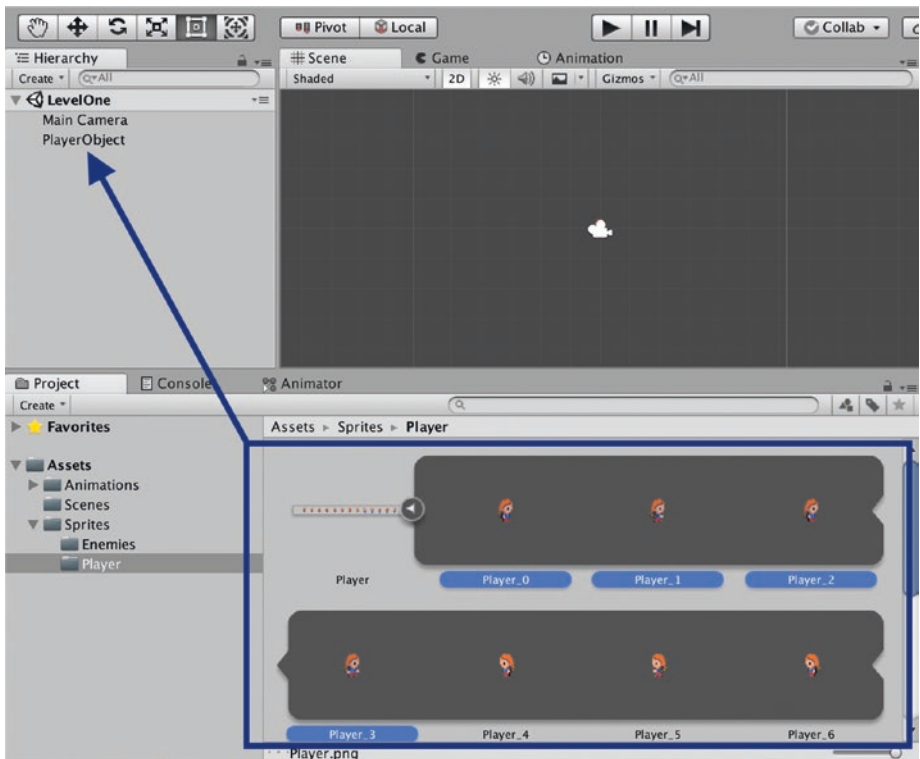 Pivot Local Collab
Hierarchy
Create All
LevelOne
Main Camera
PlayerObject
Scene Game Animation
Shaded 2D Gizmos All
Project Console Animator
Create
Favorites
Assets
Animations
Scenes
Sprites
Enemies
Player
Assets Sprites Player
Player Player_0 Player_1 Player_2
Player_3 Player_4 Player_5 Player_6
Player.png